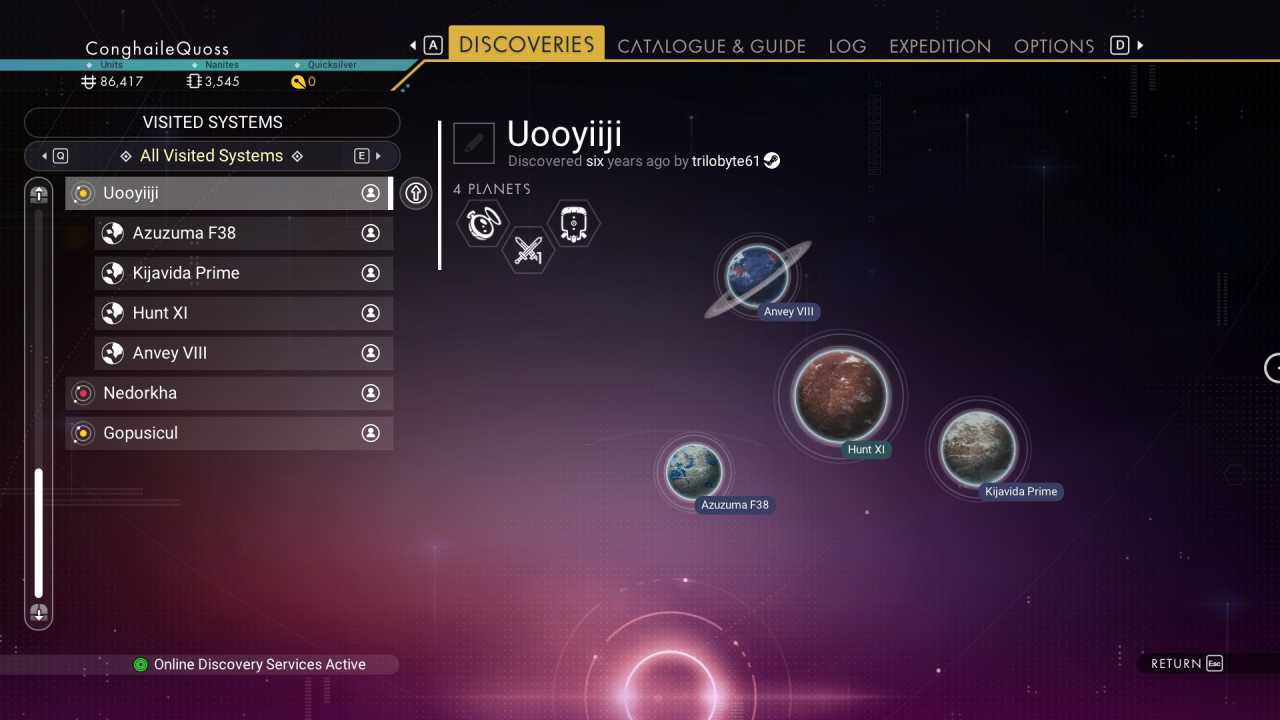 ConghaileQuoss
Units Nanites Quicksilver
86,417 3,545 0
A DISCOVERIES CATALOGUE & GUIDE LOG EXPEDITION OPTIONS D
VISITED SYSTEMS
Q All Visited Systems E
Uooyiiji
Azuzuma F38
Kijavida Prime
Hunt XI
Anvey VIII
Nedorkha
Gopusicul
Uooyiiji
Discovered six years ago by trilobyte61
4 PLANETS
1
Anvey VIII
Hunt XI
Kijavida Prime
Azuzuma F38
Online Discovery Services Active
RETURN Esc